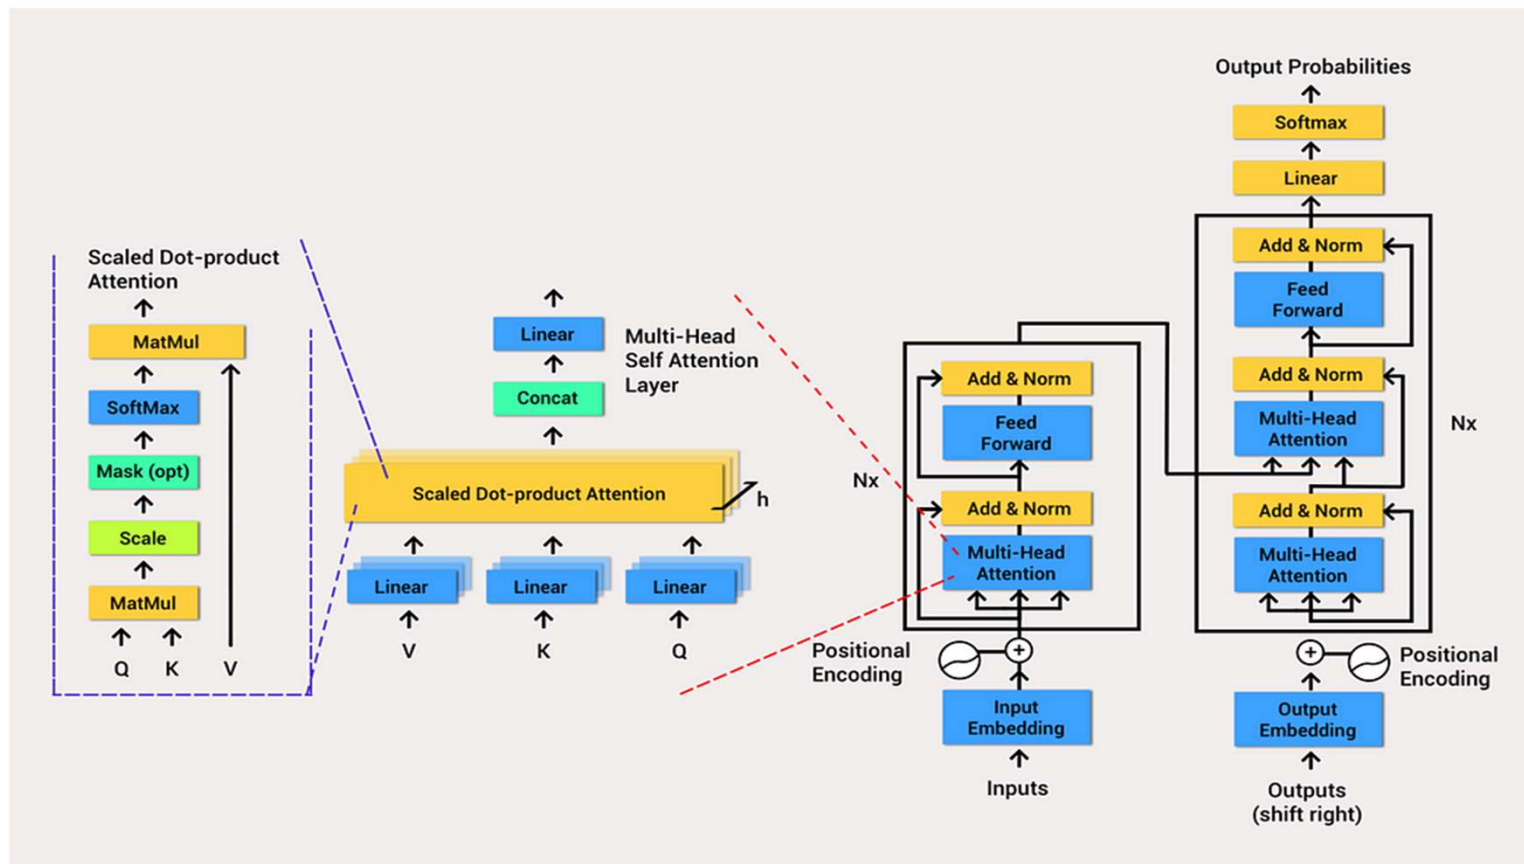 Scaled Dot-product
Attention
MatMul
SoftMax
Mask (opt)
Scale
MatMul
Q K V
Linear
Concat
Multi-Head
Self Attention
Layer
Scaled Dot-product Attention
h
Linear Linear Linear
V K Q
Add & Norm
Feed
Forward
Nx
Add & Norm
Multi-Head
Attention
Positional
Encoding
+
Input
Embedding
Inputs
Output Probabilities
Softmax
Linear
Add & Norm
Feed
Forward
Add & Norm
Multi-Head
Attention
Nx
Add & Norm
Multi-Head
Attention
+
Positional
Encoding
Output
Embedding
Outputs
(shift right)